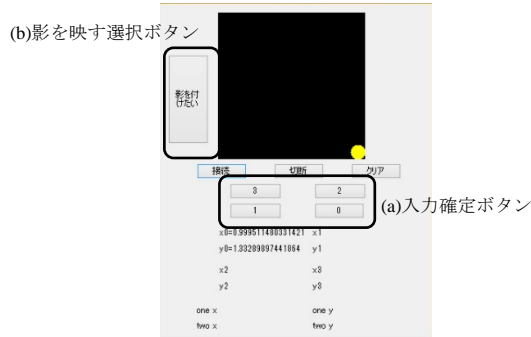 (b)影を映す選択ボタン
影を付
けたい
接続 切断 クリア
3 2
1 0
(a)入力確定ボタン
x0=0.999511480331421 x1
y0=1.33289897441864 y1
x2 x3
y2 y3
one x one y
two x two y